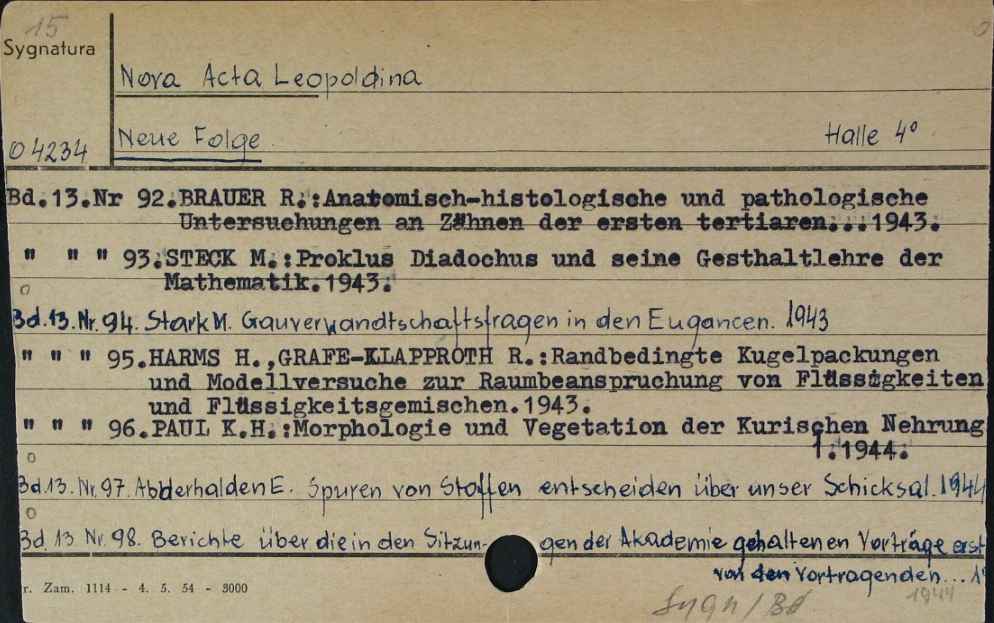 15
Sygnatura
Nova Acta Leopoldina
Neue Folge
Halle 4°
04234
Bd.13.Nr 92.BRAUER R.:Anatomisch-histologische und pathologische
Untersuchungen an Zähnen der ersten tertiaren...1943.
" " " 93.STECK M.:Proklus Diadochus und seine Gesthaltlehre der
Mathematik.1943.
Bd.13.Nr.94. Stark M. Gauverwandtschaftsfragen in den Eugancen. 1943
" " " 95.HARMS H.,GRAFE-KLAPPROTH R.:Randbedingte Kugelpackungen
und Modellversuche zur Raumbeanspruchung von Flüssigkeiten
und Flüssigkeitsgemischen.1943.
" " " 96.PAUL K.H.:Morphologie und Vegetation der Kurischen Nehrung
1.1944.
Bd.13.Nr.97. Abderhalden E. Spuren von Stoffen entscheiden über unser Schicksal. 1944
Bd.13 Nr.98. Berichte über die in den Sitzun- gen der Akademie gehaltenen Vorträge erst
von den Vortragenden...
1944
r. Zam. 1114 - 4. 5. 54 - 3000